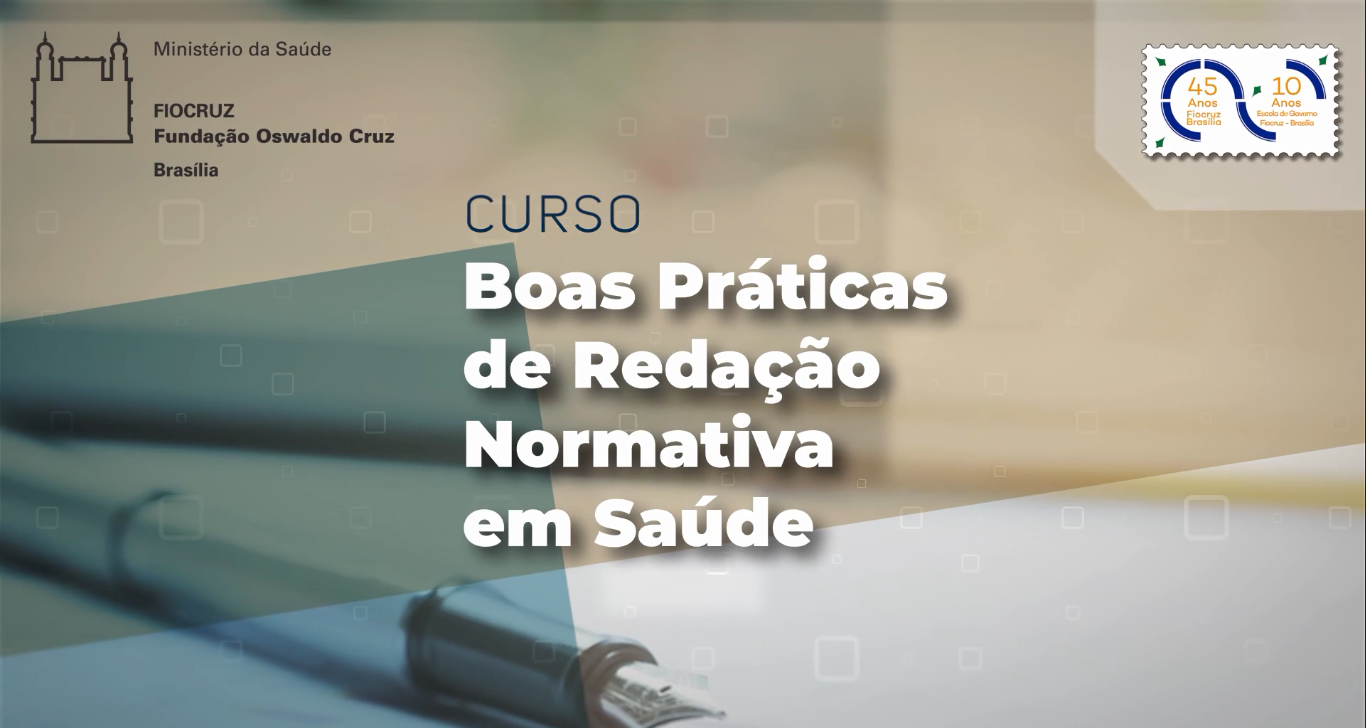 Ministério da Saúde
FIOCRUZ
Fundação Oswaldo Cruz
Brasília
45
Anos
Fiocruz
Brasília
10
Anos
Escola de Governo
Fiocruz - Brasília
CURSO
Boas Práticas
de Redação
Normativa
em Saúde